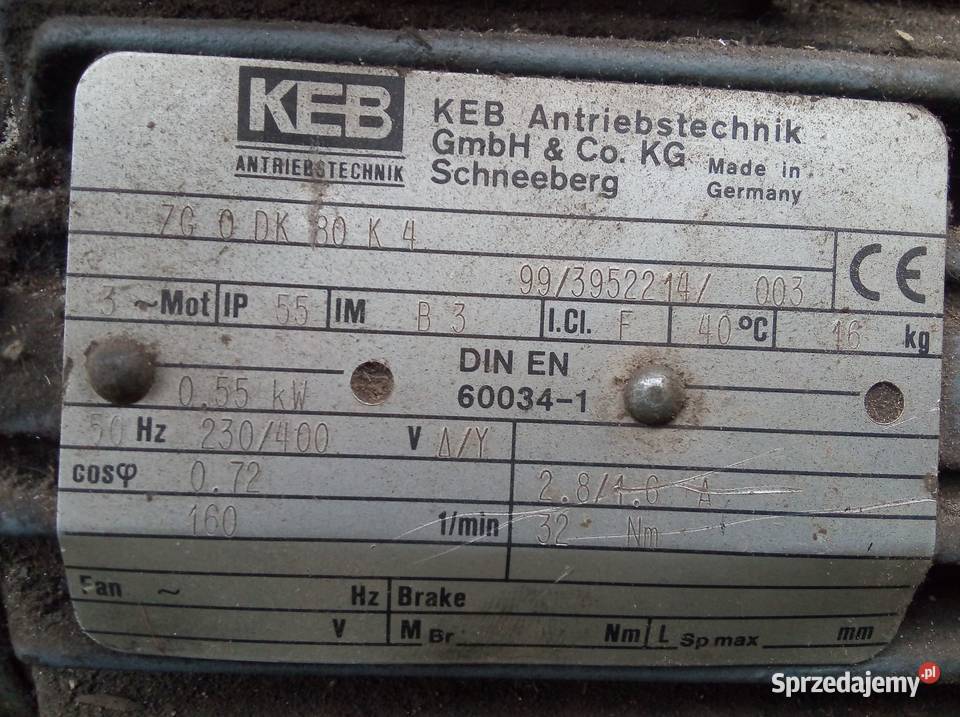 KEB
ANTRIEBSTECHNIK
KEB Antriebstechnik
GmbH & Co. KG
Schneeberg
Made in
Germany
ZG 0 DK 80 K 4
99/3952214/ 003
CE
3 ~Mot IP 55 IM B 3 I.Cl. F 40 °C 16 kg
0.55 kW
DIN EN
60034-1
50 Hz 230/400 V Δ/Y
cosφ 0.72 2.8/1.6 A
160 1/min 32 Nm
Fan ~ Hz Brake
V M Br Nm L Sp max mm
Sprzedajemy.pl